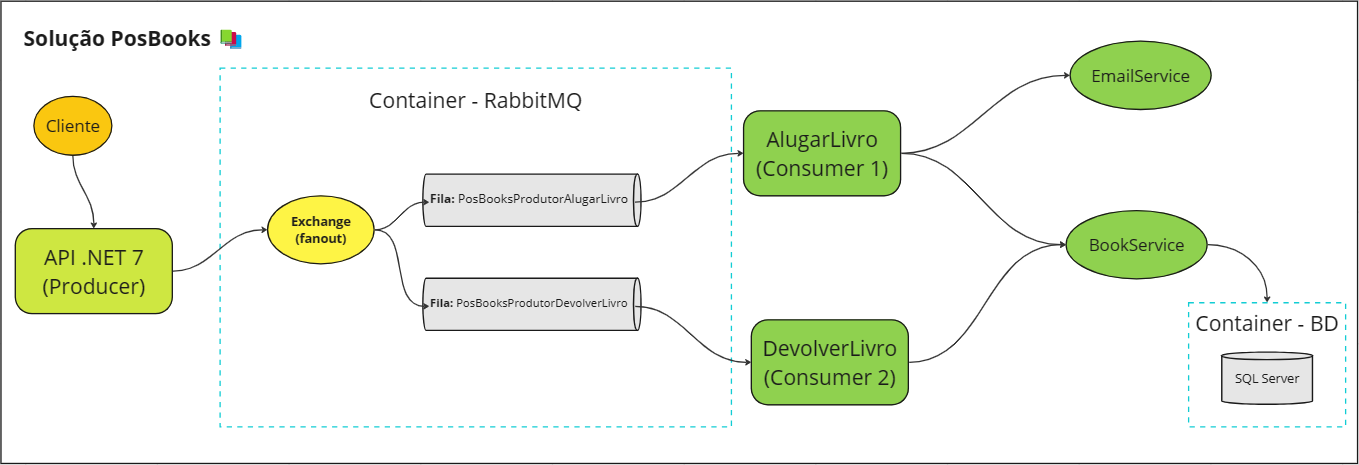 Solução PosBooks
Cliente
API .NET 7
(Producer)
Container - RabbitMQ
Exchange
(fanout)
Fila: PosBooksProdutorAlugarLivro
Fila: PosBooksProdutorDevolverLivro
AlugarLivro
(Consumer 1)
DevolverLivro
(Consumer 2)
EmailService
BookService
Container - BD
SQL Server